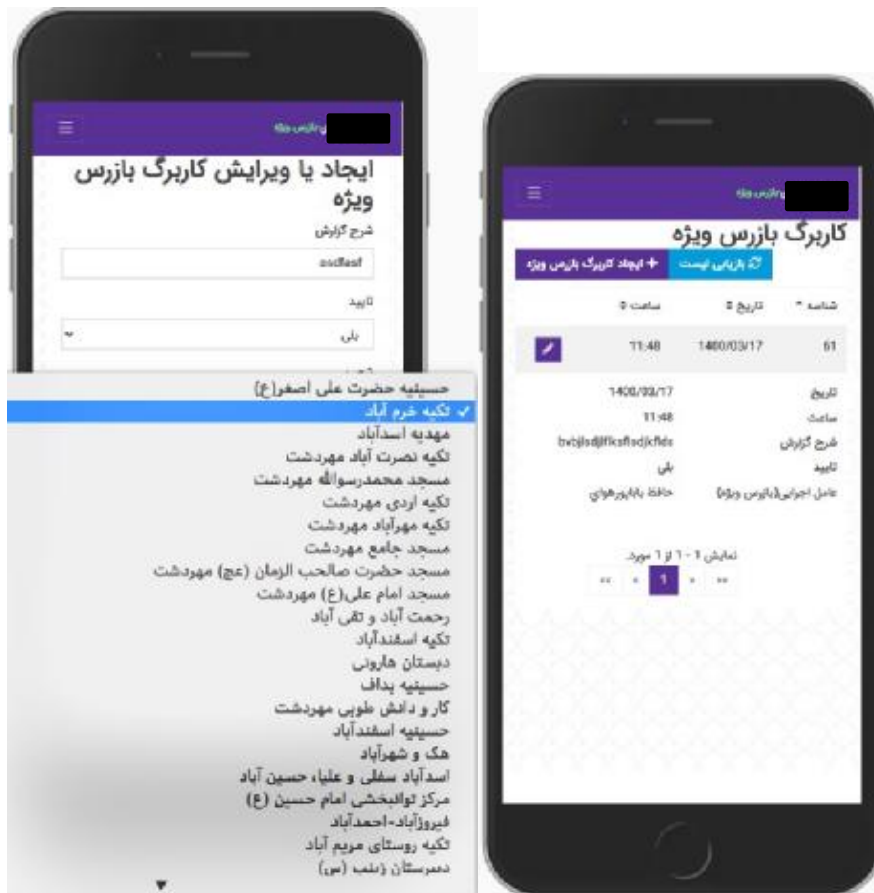 بازرس ویژه
ایجاد یا ویرایش کاربرگ بازرس
ویژه
شرح گزارش
تایید
بلی
حسینیه حضرت علی اصغر(ع)
✓ تکیه خرم آباد
مهدیه اسدآباد
تکیه نصرت آباد مهردشت
مسجد محمدرسوالله مهردشت
تکیه اردی مهردشت
تکیه مهرآباد مهردشت
مسجد جامع مهردشت
مسجد حضرت صالحب الزمان (عج) مهردشت
مسجد امام علی(ع) مهردشت
رحمت آباد و تقی آباد
تکیه اسفندآباد
دبستان هارونی
حسینیه بداف
کار و دانش طوبی مهردشت
حسینیه اسفندآباد
هک و شهرآباد
اسدآباد سفلی و علیاء حسین آباد
مرکز توانبخشی امام حسین (ع)
فیروزآباد-احمدآباد
تکیه روستای مریم آباد
دبیرستان زینب (س)
بازرس ویژه
کاربرگ بازرس ویژه
بازیابی لیست + ایجاد کاربرگ بازرس ویژه
شناسه تاریخ ساعت
61 1400/03/17 11:48
تاریخ 1400/03/17
ساعت 11:48
شرح گزارش
تایید بلی
عامل اجرایی(بازرس ویژه) حافظ باباپورهوای
نمایش 1 - 1 از 1 مورد.
«« « 1 » »»